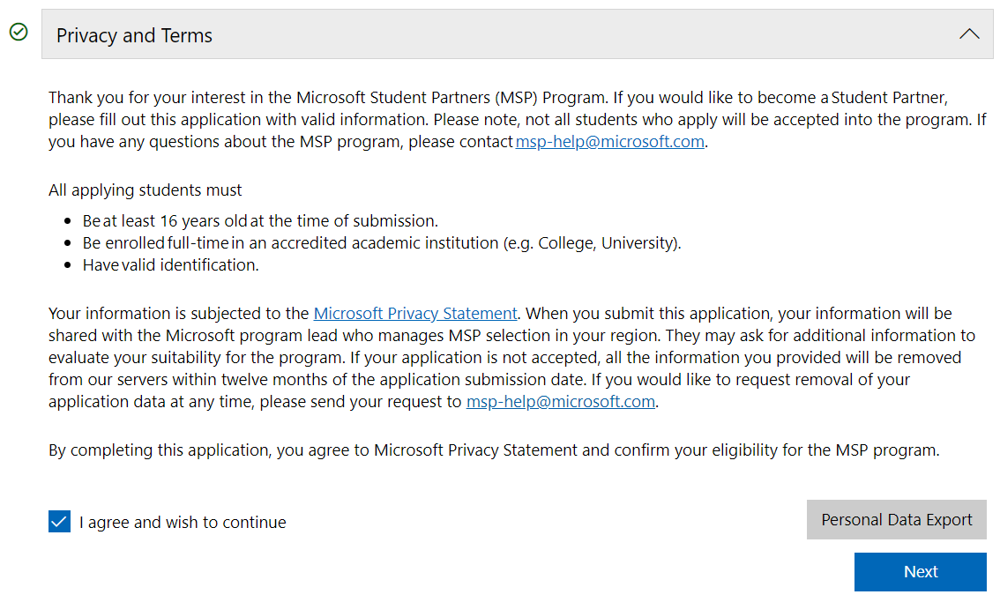 Privacy and Terms
Thank you for your interest in the Microsoft Student Partners (MSP) Program. If you would like to become a Student Partner,
please fill out this application with valid information. Please note, not all students who apply will be accepted into the program. If
you have any questions about the MSP program, please contact msp-help@microsoft.com.
All applying students must
• Be at least 16 years old at the time of submission.
• Be enrolled full-time in an accredited academic institution (e.g. College, University).
• Have valid identification.
Your information is subjected to the Microsoft Privacy Statement. When you submit this application, your information will be
shared with the Microsoft program lead who manages MSP selection in your region. They may ask for additional information to
evaluate your suitability for the program. If your application is not accepted, all the information you provided will be removed
from our servers within twelve months of the application submission date. If you would like to request removal of your
application data at any time, please send your request to msp-help@microsoft.com.
By completing this application, you agree to Microsoft Privacy Statement and confirm your eligibility for the MSP program.
I agree and wish to continue
Personal Data Export
Next